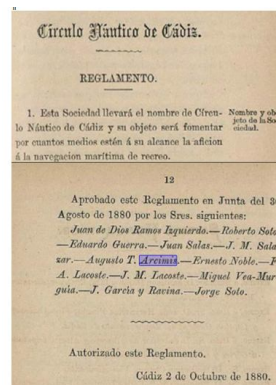 Círculo Náutico de Cádiz.
REGLAMENTO.
1. Esta Sociedad llevará el nombre de Círcu-
lo Náutico de Cádiz y su objeto será fomentar
por cuantos medios estén á su alcance la aficion
á la navegacion marítima de recreo.
Nombre y ob
jeto de la So
ciedad.
12
Aprobado este Reglamento en Junta del 3
Agosto de 1880 por los Sres. siguientes:
Juan de Dios Ramos Izquierdo.—Roberto Soto
—Eduardo Guerra.—Juan Salas.—J. M. Sala
zar.—Augusto T. Arcimis.—Ernesto Noble.—F
A. Lacoste.—J. M. Lacoste.—Miguel Vea-Mur
guia.—J. García y Ravina.—Jorge Solo.
Autorizado este Reglamento.
Cádiz 2 de Octubre de 1880.